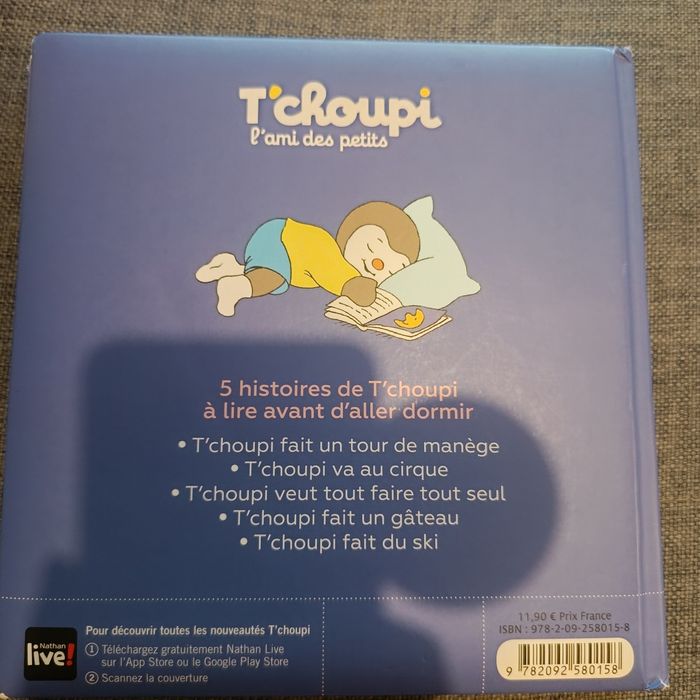 T'choupi
l'ami des petits
5 histoires de T'choupi
à lire avant d'aller dormir
• T'choupi fait un tour de manège
• T'choupi va au cirque
• T'choupi veut tout faire tout seul
• T'choupi fait un gâteau
• T'choupi fait du ski
Nathan
live!
Pour découvrir toutes les nouveautés T'choupi
① Téléchargez gratuitement Nathan Live
sur l'App Store ou le Google Play Store
② Scannez la couverture
11,90 € Prix France
ISBN : 978-2-09-258015-8
9 782092 580158